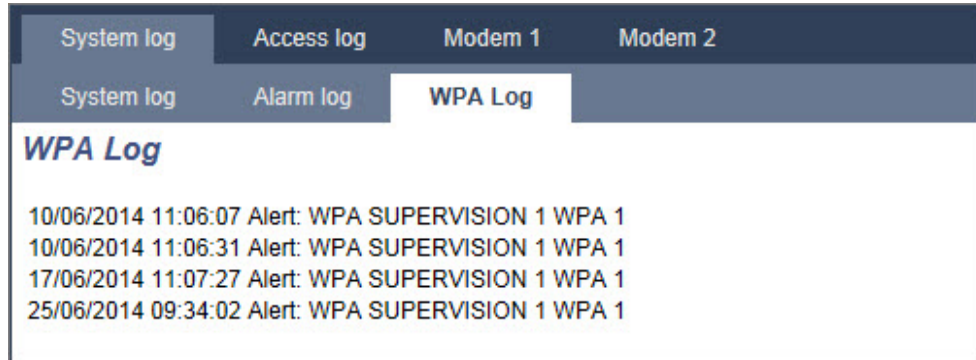 System log Access log Modem 1 Modem 2
System log Alarm log WPA Log
WPA Log
10/06/2014 11:06:07 Alert: WPA SUPERVISION 1 WPA 1
10/06/2014 11:06:31 Alert: WPA SUPERVISION 1 WPA 1
17/06/2014 11:07:27 Alert: WPA SUPERVISION 1 WPA 1
25/06/2014 09:34:02 Alert: WPA SUPERVISION 1 WPA 1